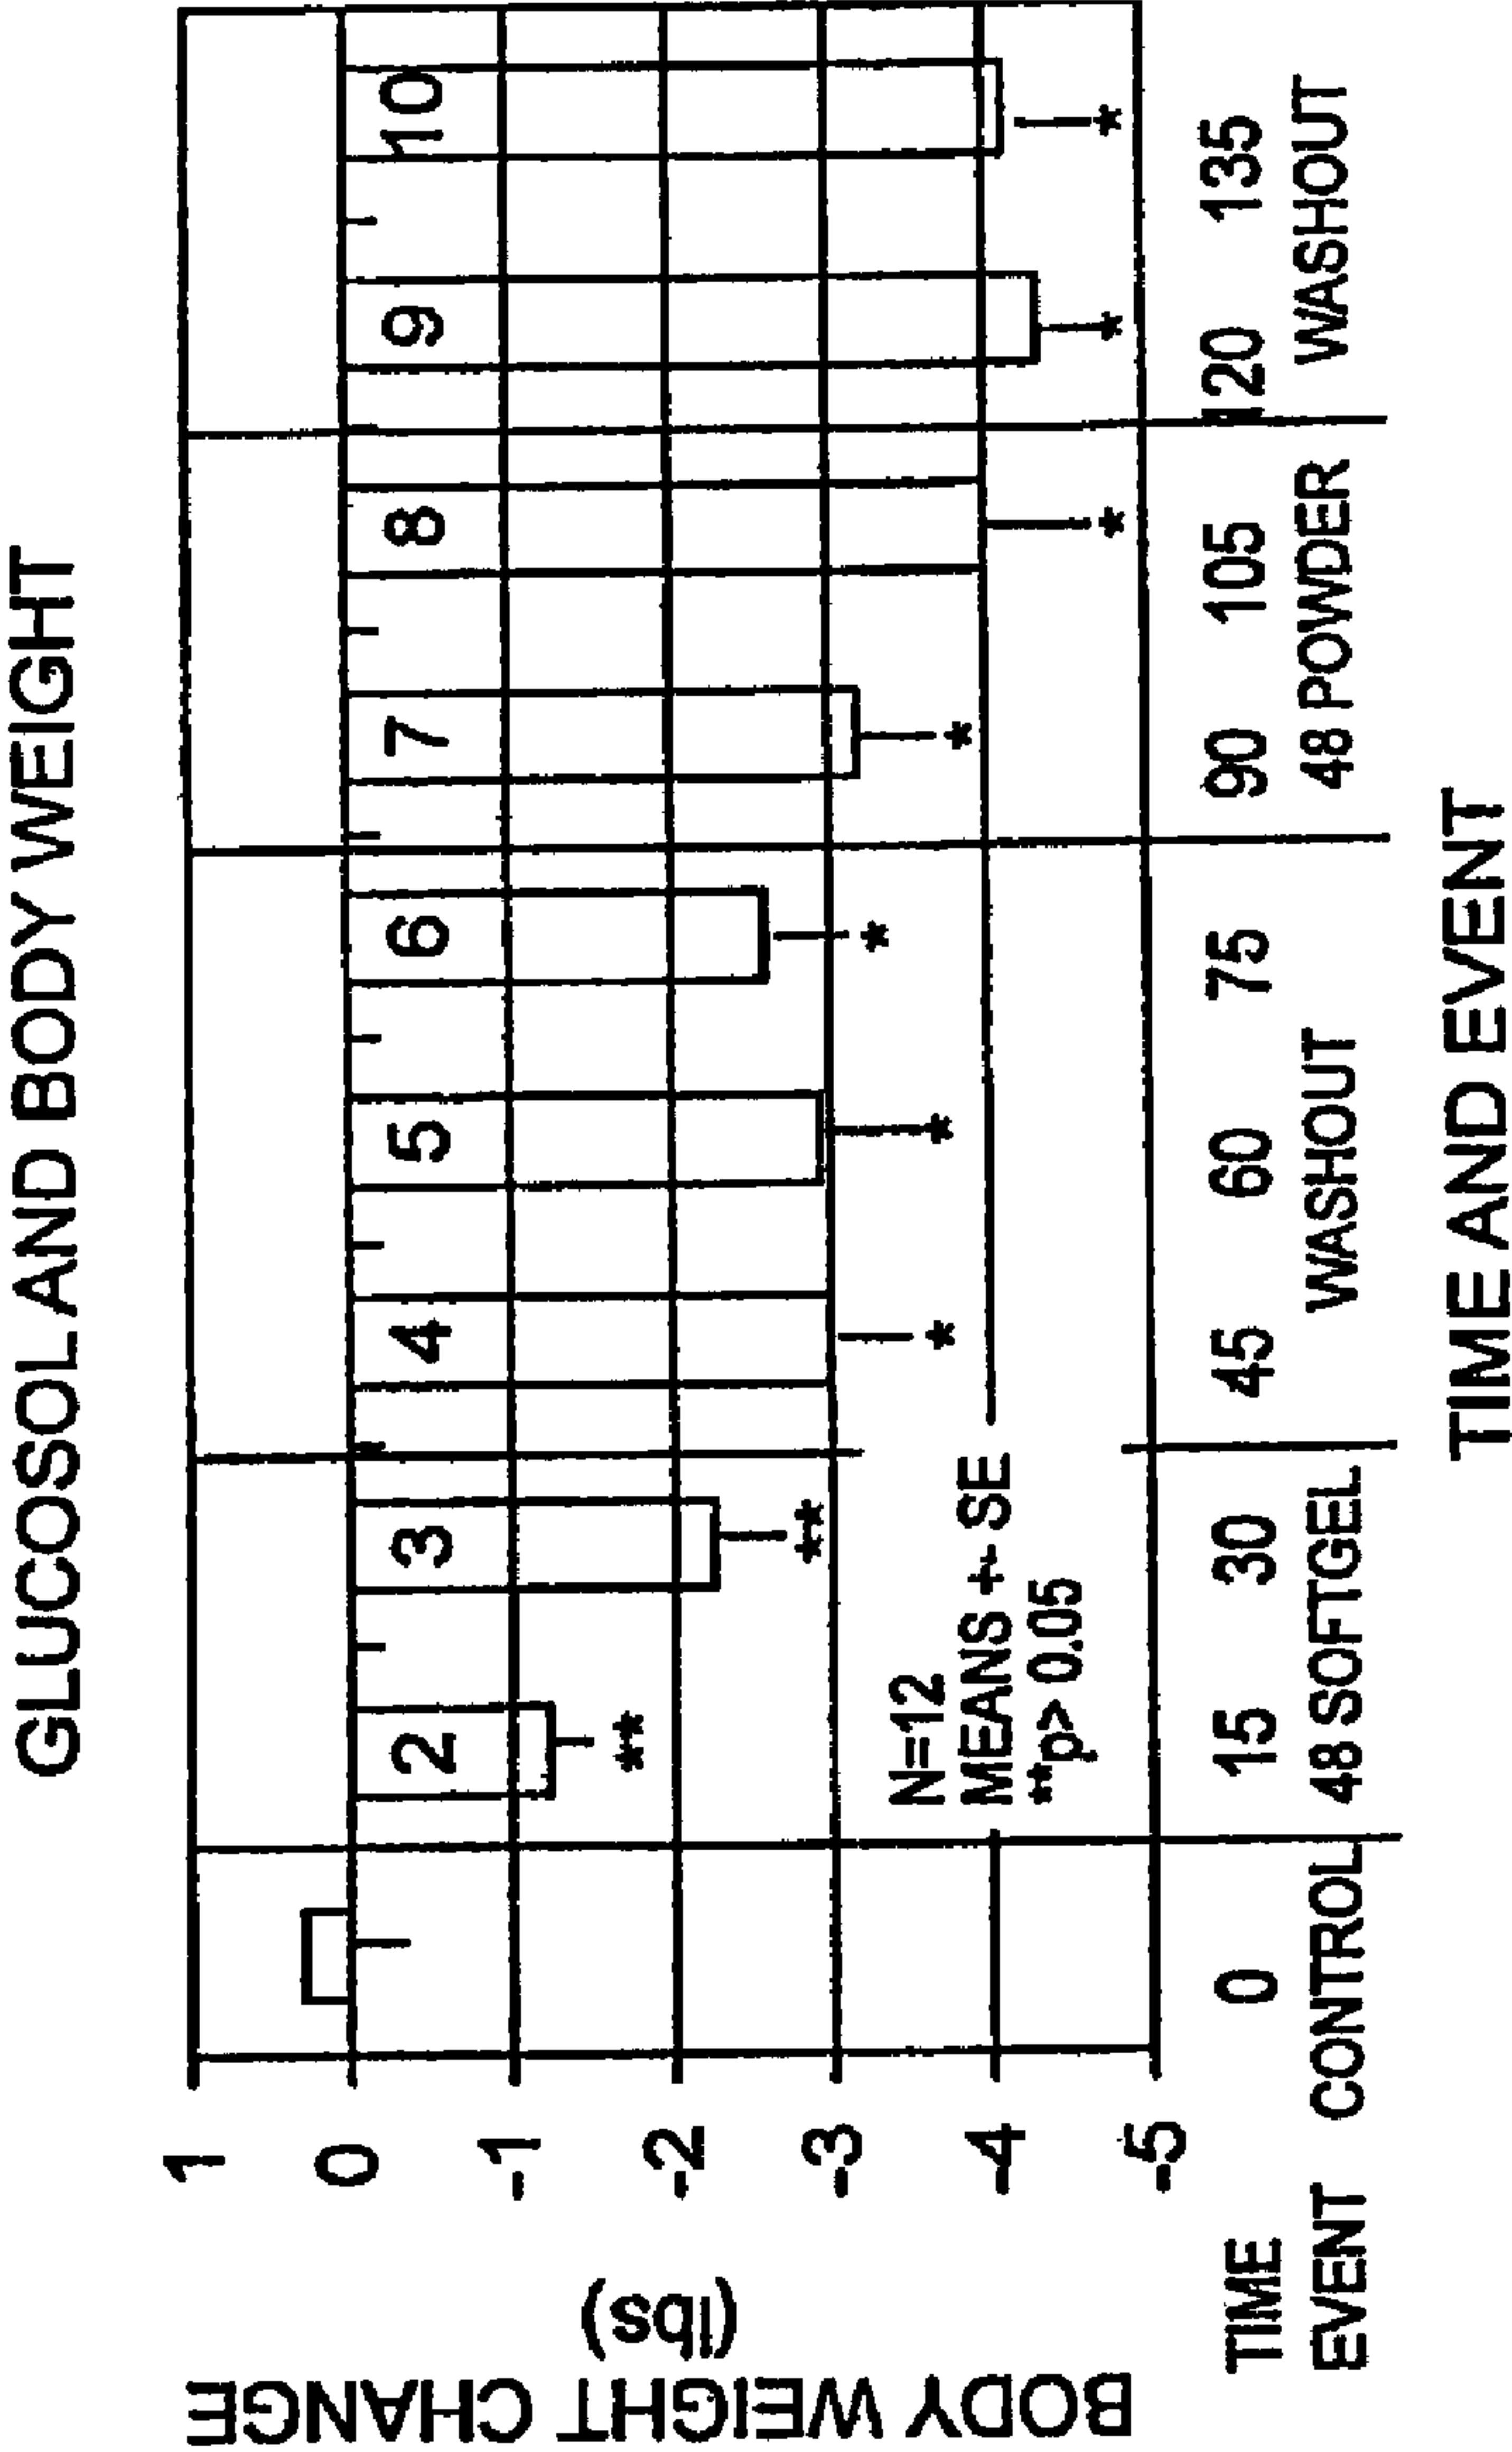 GLUCOSOL AND BODY WEIGHT
BODY WEIGHT CHANGE
(lbs)
1
0
-1
-2
-3
-4
-5
2 3 4 5 6 7 8 9 10
N=12
MEANS +- SE
** p>0.05
TIME 0 15 30 45 60 75 90 105 120 135
EVENT CONTROL 48 SOFTGEL WASHOUT 48 POWDER WASHOUT
TIME AND EVENT